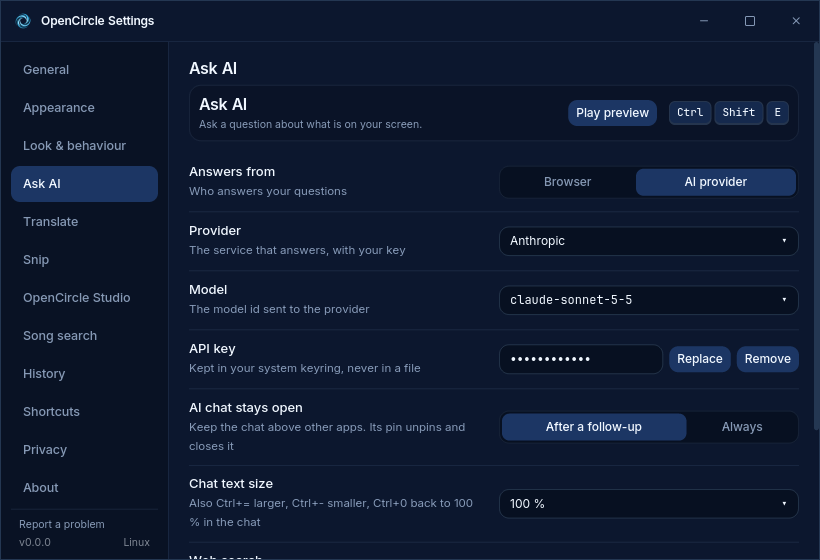 OpenCircle Settings
General
Appearance
Look & behaviour
Ask AI
Translate
Snip
OpenCircle Studio
Song search
History
Shortcuts
Privacy
About
Report a problem
v0.0.0 Linux
Ask AI
Ask AI
Ask a question about what is on your screen.
Play preview Ctrl Shift E
Answers from
Who answers your questions
Browser AI provider
Provider
The service that answers, with your key
Anthropic
Model
The model id sent to the provider
claude-sonnet-5-5
API key
Kept in your system keyring, never in a file
•••••••••••• Replace Remove
AI chat stays open
Keep the chat above other apps. Its pin unpins and
closes it
After a follow-up Always
Chat text size
Also Ctrl+= larger, Ctrl+- smaller, Ctrl+0 back to 100
% in the chat
100 %
Web search